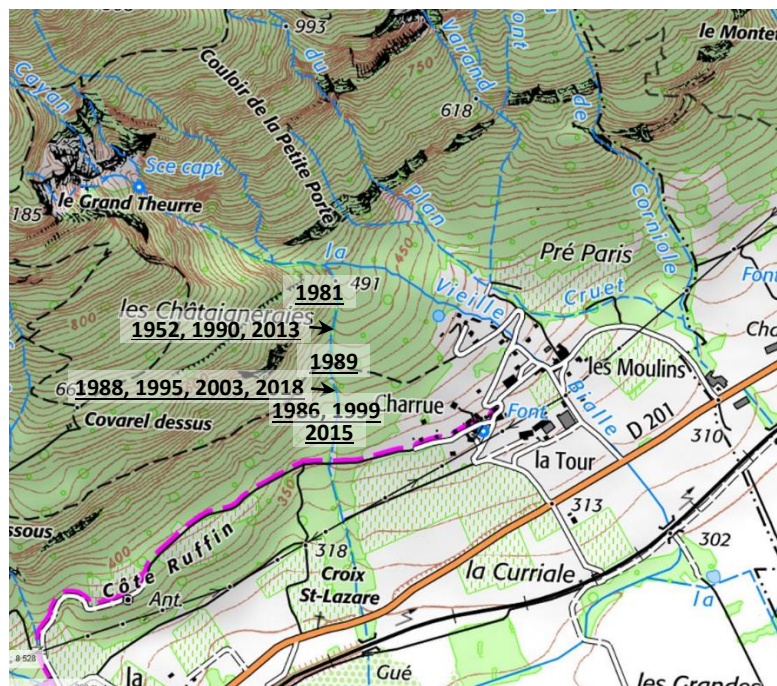 993
le Montet
Cayan
Couloir de la Petite Porte
du
Varand
750
ont
de
618
Sce capt.
le Grand Theurre
185
Plan
Corniole
450
la
Pré Paris
491
Vieille
Cruet
Font
1981
les Châtaigneraies
800
1952, 1990, 2013
Cha
les Moulins
1989
1988, 1995, 2003, 2018
Covarel dessus
Charrue
Font.
Bialle
1986, 1999
2015
D 201
310
la Tour
350
313
ssous
400
Côte Ruffin
318
302
Croix
St-Lazare
la Curriale
la
Ant.
8·528
la
Gué
les Grandes